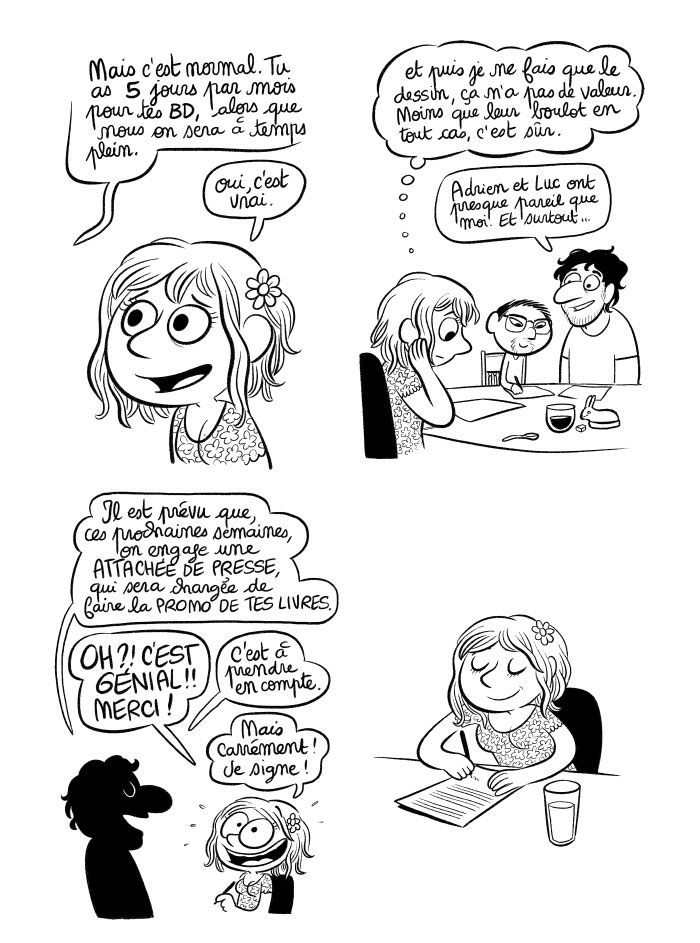 Mais c'est normal. Tu
as 5 jours par mois
pour tes BD, alors que
nous on sera à temps
plein.
Oui, c'est
vrai.
et puis je ne fais que le
dessin, ça n'a pas de valeur.
Moins que leur boulot en
tout cas, c'est sûr.
Adrien et Luc ont
presque pareil que
moi. Et surtout...
Il est prévu que,
ces prochaines semaines,
on engage une
ATTACHÉE DE PRESSE,
qui sera chargée de
faire la PROMO DE TES LIVRES.
OH?! C'EST
GÉNIAL!!
MERCI!
C'est à
prendre
en compte.
Mais
carrément!
Je signe!